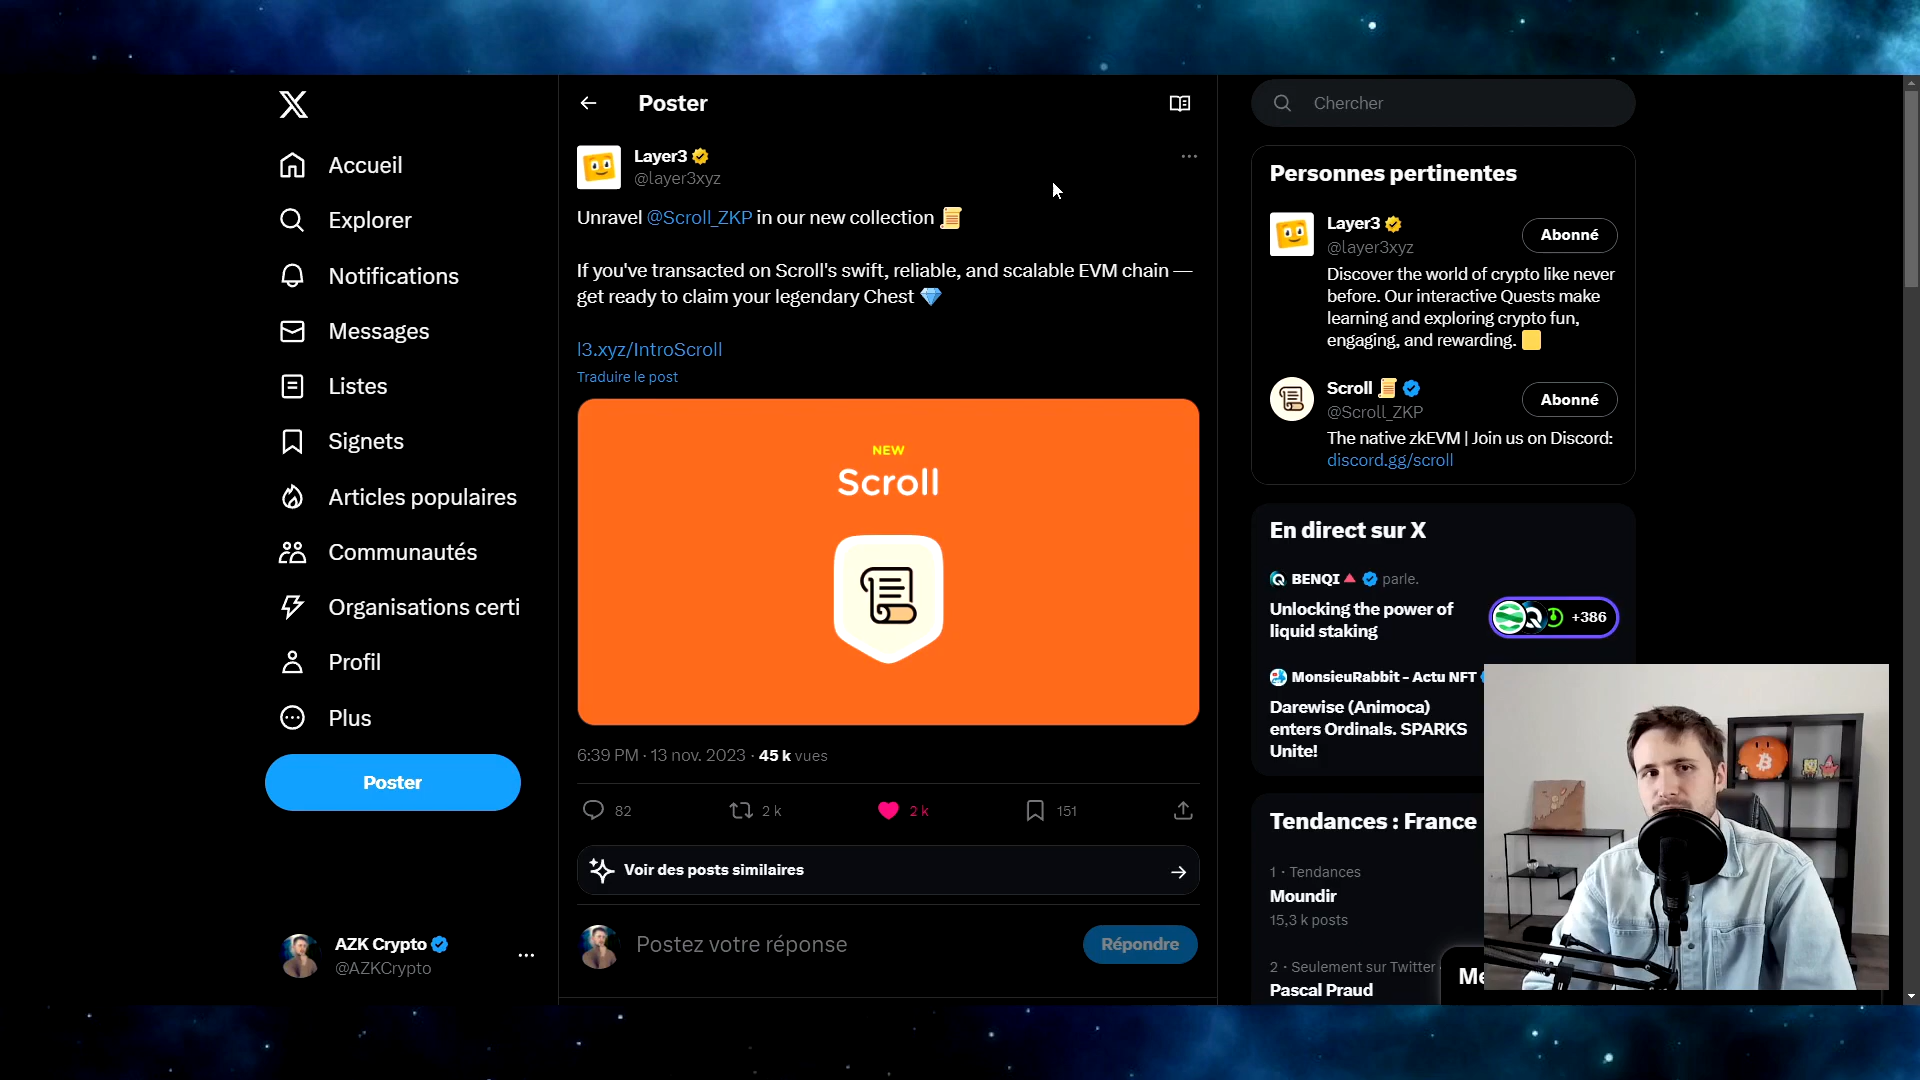 Accueil
Explorer
Notifications
Messages
Listes
Signets
Articles populaires
Communautés
Organisations certi
Profil
Plus
Poster
AZK Crypto
@AZKCrypto
Poster
Layer3
@layer3xyz
Unravel @Scroll_ZKP in our new collection
If you've transacted on Scroll's swift, reliable, and scalable EVM chain —
get ready to claim your legendary Chest
l3.xyz/IntroScroll
Traduire le post
NEW
Scroll
6:39 PM · 13 nov. 2023 · 45 k vues
82
2 k
2 k
151
Voir des posts similaires
Postez votre réponse
Répondre
Chercher
Personnes pertinentes
Layer3
@layer3xyz
Abonné
Discover the world of crypto like never
before. Our interactive Quests make
learning and exploring crypto fun,
engaging, and rewarding.
Scroll
@Scroll_ZKP
Abonné
The native zkEVM | Join us on Discord:
discord.gg/scroll
En direct sur X
BENQI parle.
Unlocking the power of
liquid staking
+386
MonsieurRabbit - Actu NFT
Darewise (Animoca)
enters Ordinals. SPARKS
Unite!
Tendances : France
1 · Tendances
Moundir
15,3 k posts
2 · Seulement sur Twitter
Pascal Praud
Me